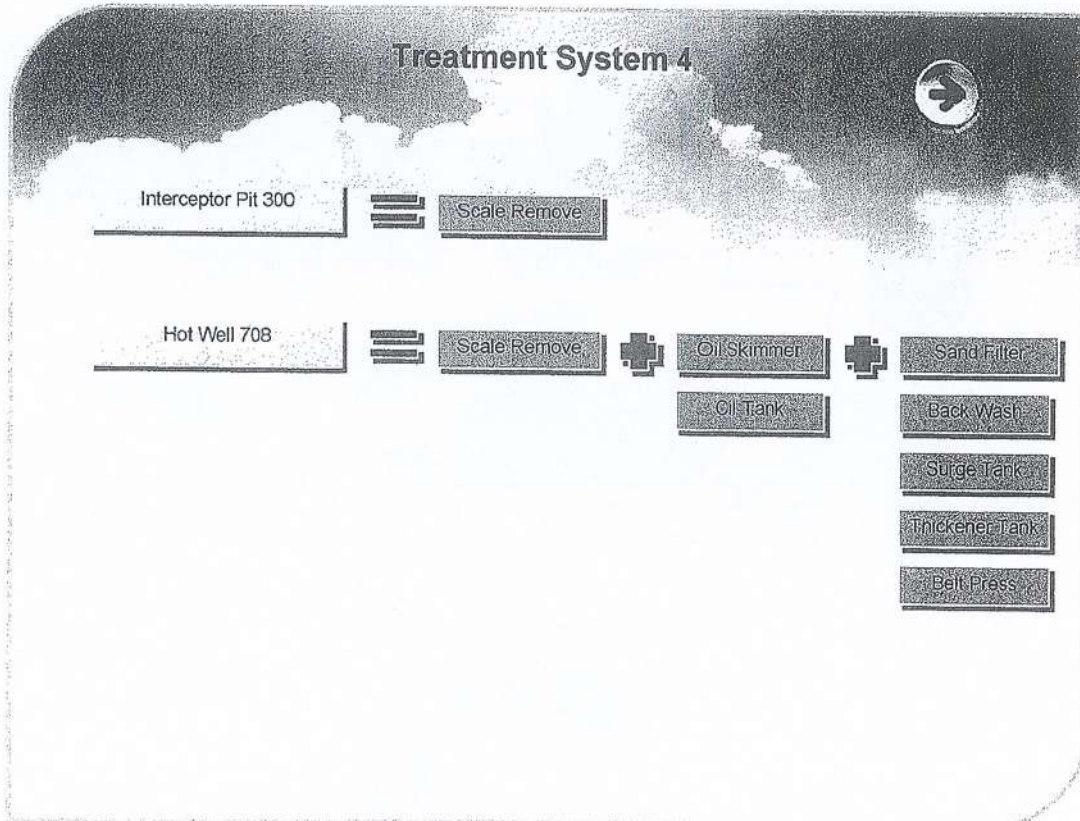 Treatment System 4
Interceptor Pit 300
Scale Remove
Hot Well 708
Scale Remove
Oil Skimmer
Sand Filter
Oil Tank
Back Wash
Surge Tank
Thickener Tank
Belt Press